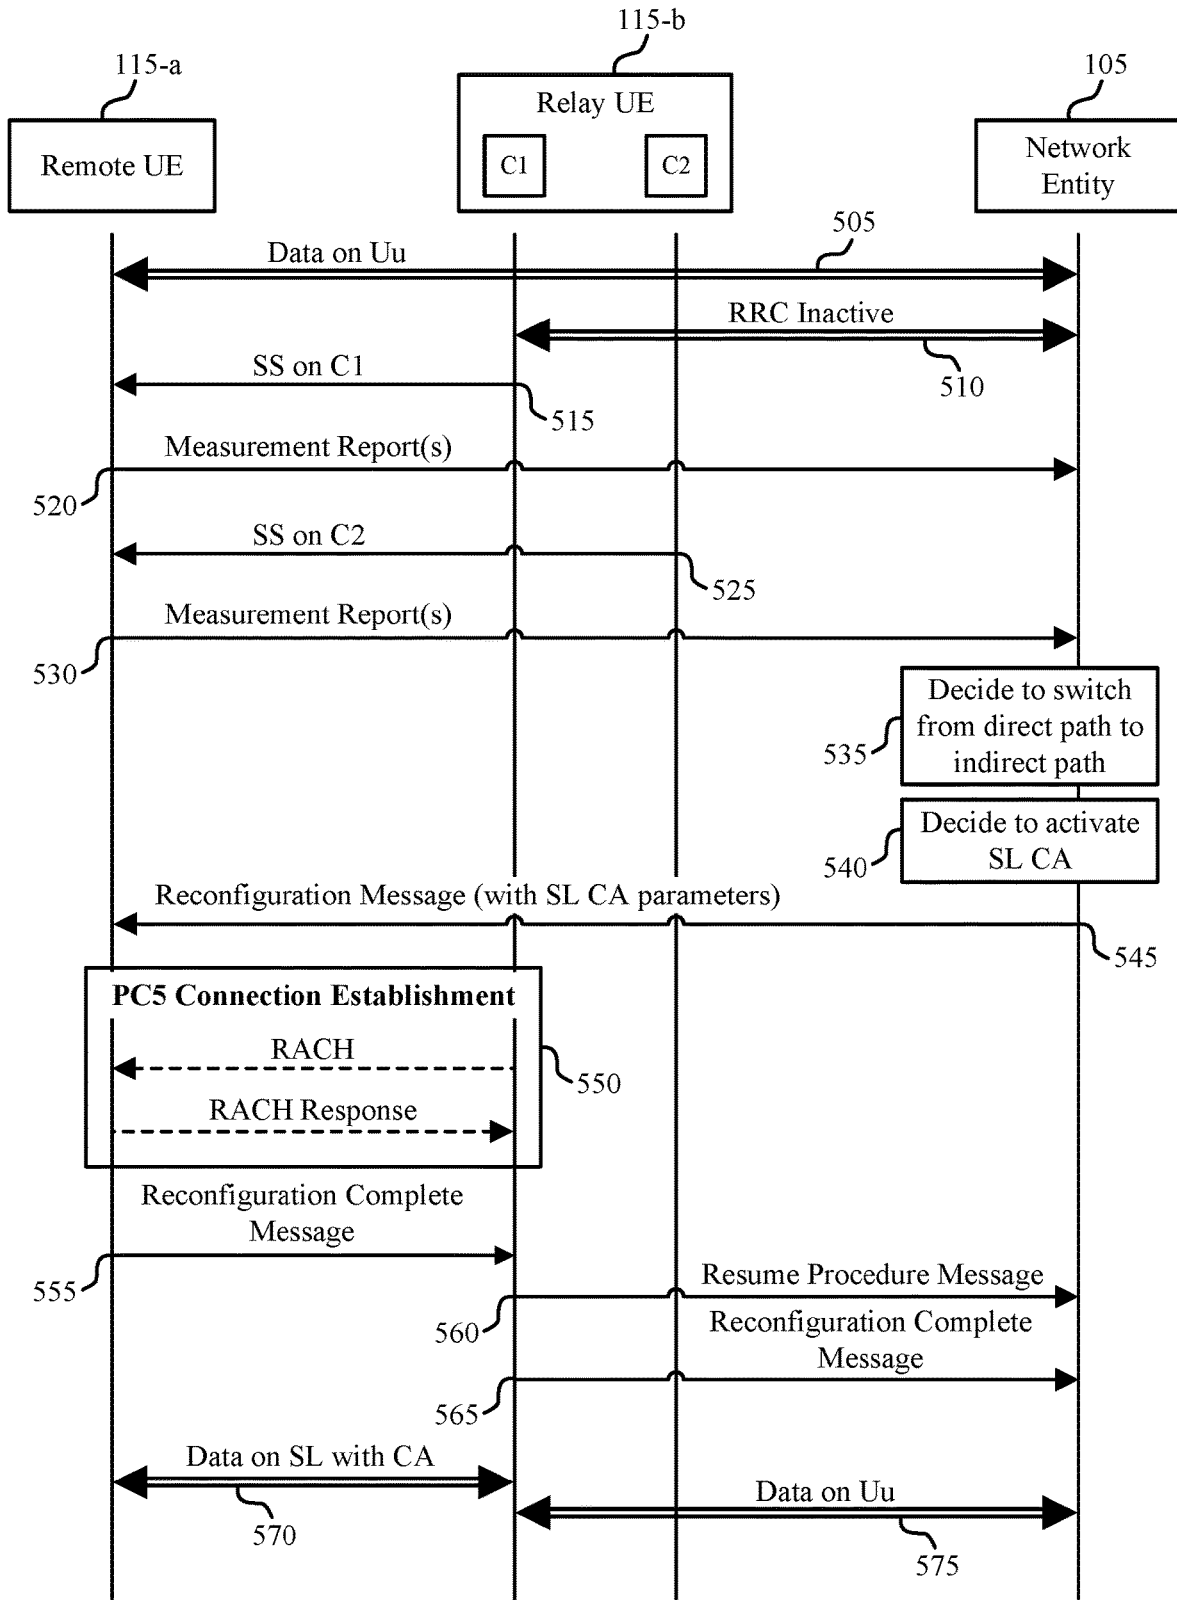 115-b
115-a
105
Relay UE
Remote UE
C1
C2
Network
Entity
505
Data on Uu
RRC Inactive
SS on C1
510
515
Measurement Report(s)
520
SS on C2
525
Measurement Report(s)
530
Decide to switch
from direct path to
indirect path
535
Decide to activate
SL CA
540
Reconfiguration Message (with SL CA parameters)
545
PC5 Connection Establishment
RACH
550
RACH Response
Reconfiguration Complete
Message
555
Resume Procedure Message
560
Reconfiguration Complete
Message
565
Data on SL with CA
Data on Uu
570
575